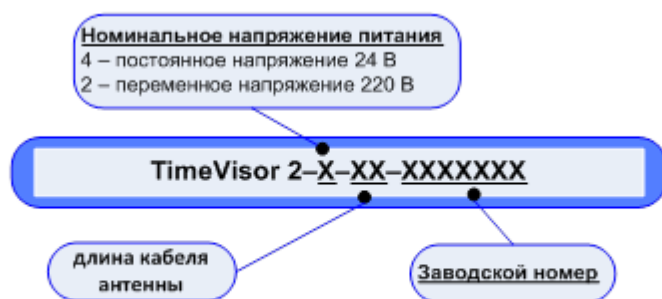 Номинальное напряжение питания
4 – постоянное напряжение 24 В
2 – переменное напряжение 220 В
TimeVisor 2–X–XX–XXXXXXX
длина кабеля
антенны
Заводской номер